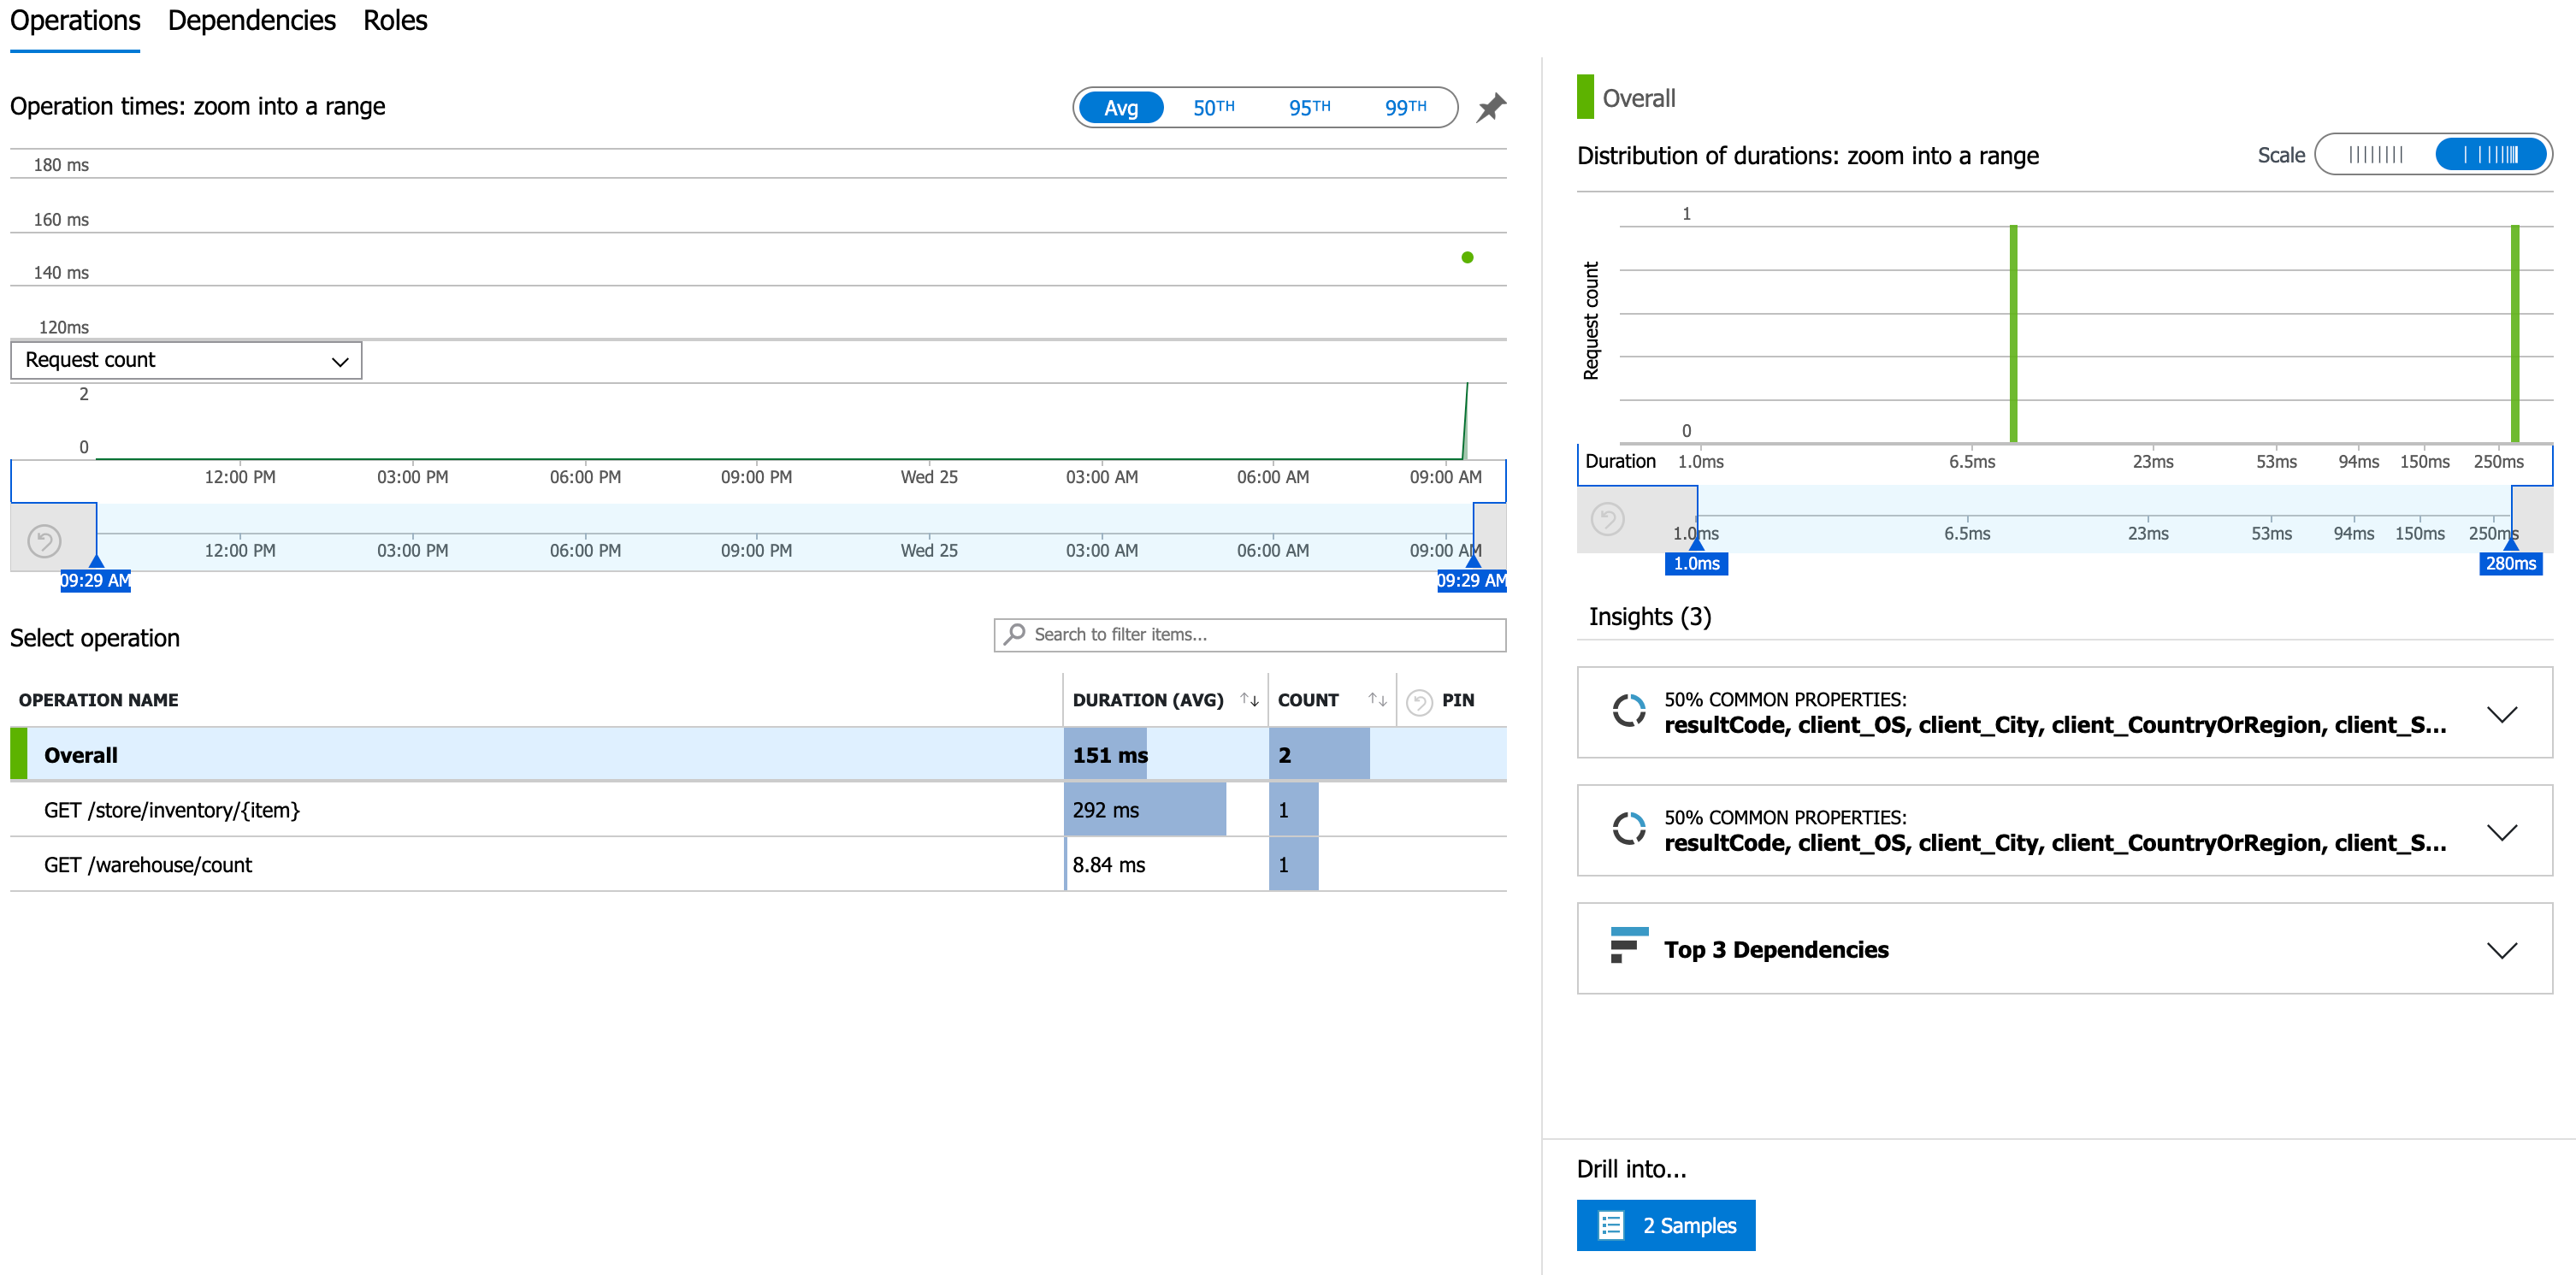 Operations Dependencies Roles
Operation times: zoom into a range
Avg 50TH 95TH 99TH
180 ms
160 ms
140 ms
120ms
Request count
2
0
12:00 PM 03:00 PM 06:00 PM 09:00 PM Wed 25 03:00 AM 06:00 AM 09:00 AM
12:00 PM 03:00 PM 06:00 PM 09:00 PM Wed 25 03:00 AM 06:00 AM 09:00 AM
09:29 AM 09:29 AM
Select operation
Search to filter items...
OPERATION NAME DURATION (AVG) COUNT PIN
Overall 151 ms 2
GET /store/inventory/{item} 292 ms 1
GET /warehouse/count 8.84 ms 1
Overall
Distribution of durations: zoom into a range
Scale
1
Request count
0
Duration 1.0ms 6.5ms 23ms 53ms 94ms 150ms 250ms
1.0ms 6.5ms 23ms 53ms 94ms 150ms 250ms
1.0ms 280ms
Insights (3)
50% COMMON PROPERTIES:
resultCode, client_OS, client_City, client_CountryOrRegion, client_S...
50% COMMON PROPERTIES:
resultCode, client_OS, client_City, client_CountryOrRegion, client_S...
Top 3 Dependencies
Drill into...
2 Samples